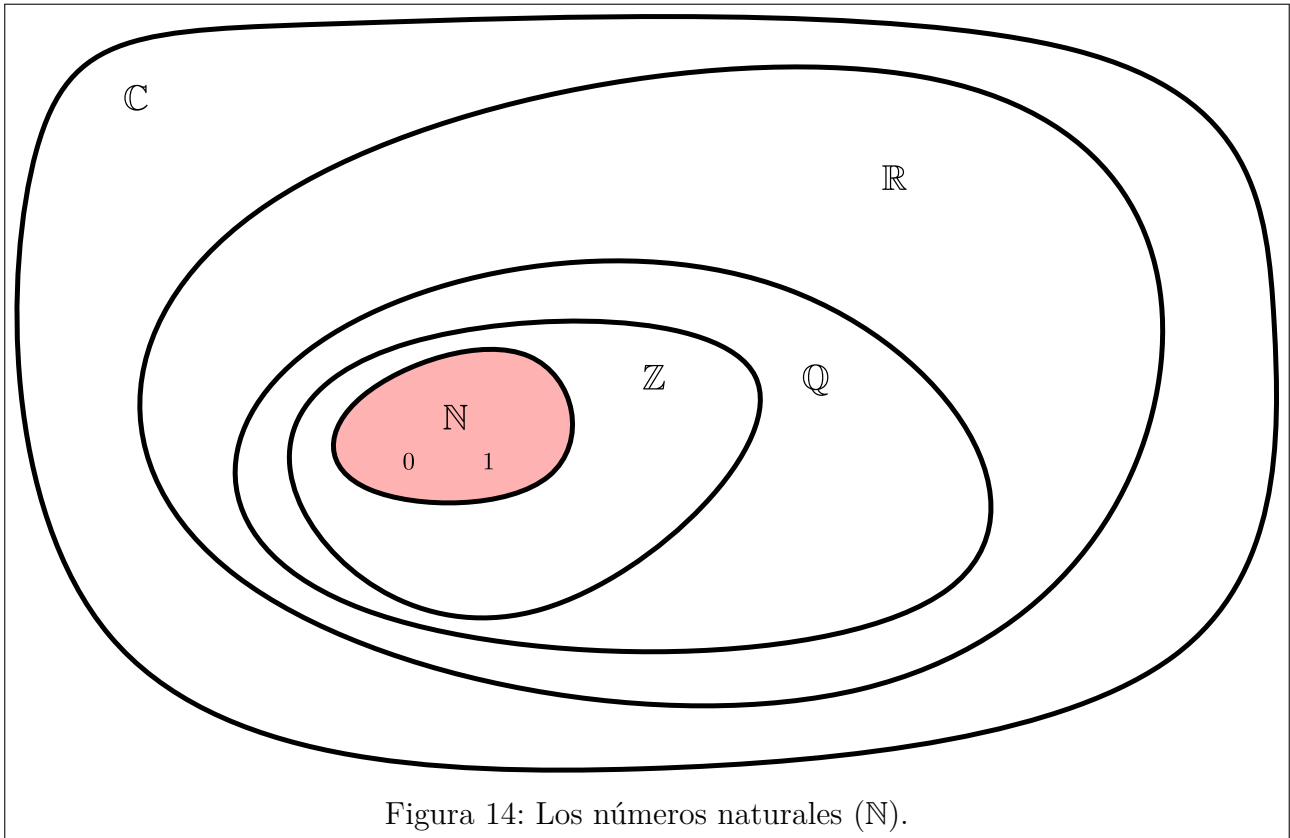 ℂ
ℝ
ℤ
ℚ
ℕ
0 1
Figura 14: Los números naturales (ℕ).